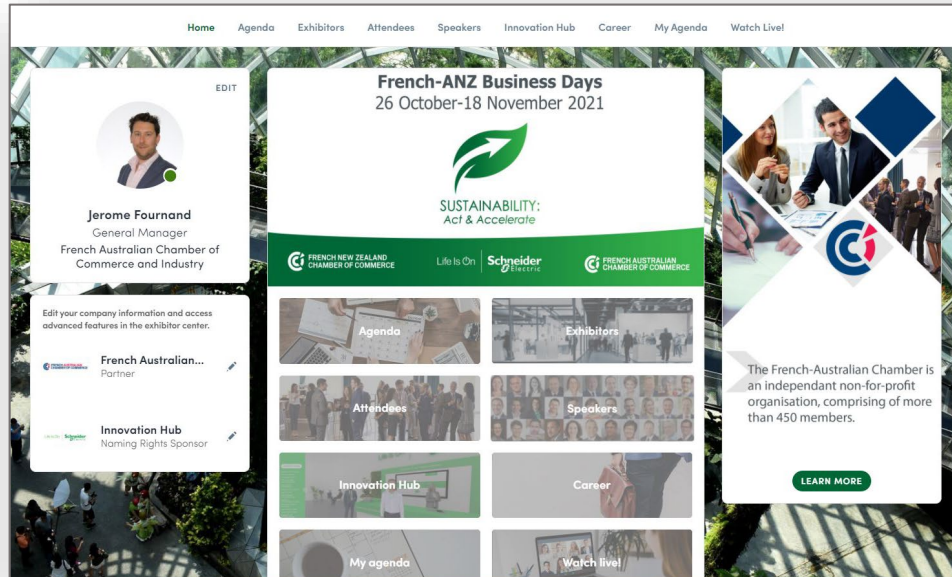 Home Agenda Exhibitors Attendees Speakers Innovation Hub Career My Agenda Watch Live!
EDIT
Jerome Fournand
General Manager
French Australian Chamber of
Commerce and Industry
Edit your company information and access
advanced features in the exhibitor center.
French Australian...
Partner
Innovation Hub
Naming Rights Sponsor
French-ANZ Business Days
26 October-18 November 2021
SUSTAINABILITY:
Act & Accelerate
FRENCH NEW ZEALAND
CHAMBER OF COMMERCE
Life Is On
Schneider
Electric
FRENCH AUSTRALIAN
CHAMBER OF COMMERCE
Agenda
Exhibitors
Attendees
Speakers
Innovation Hub
Career
My agenda
Watch live!
The French-Australian Chamber is
an independant non-for-profit
organisation, comprising of more
than 450 members.
LEARN MORE